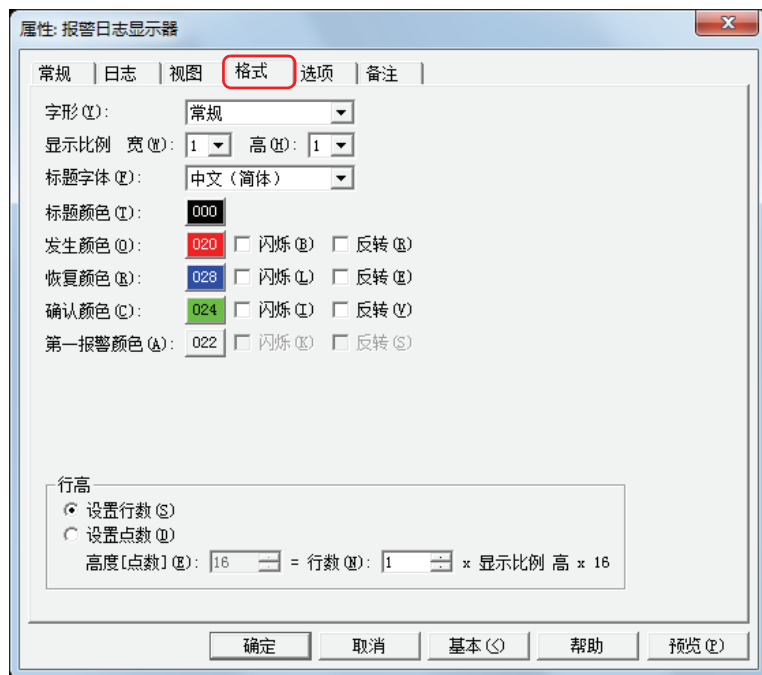 属性: 报警日志显示器
常规 日志 视图 格式 选项 备注
字形(Y): 常规
显示比例 宽(W): 1 高(H): 1
标题字体(F): 中文（简体）
标题颜色(T): 000
发生颜色(O): 020 闪烁(B) 反转(R)
恢复颜色(R): 028 闪烁(L) 反转(E)
确认颜色(C): 024 闪烁(I) 反转(V)
第一报警颜色(A): 022 闪烁(K) 反转(S)
行高
设置行数(S)
设置点数(D)
高度[点数](E): 16 = 行数(N): 1 x 显示比例 高 x 16
确定 取消 基本(<) 帮助 预览(P)